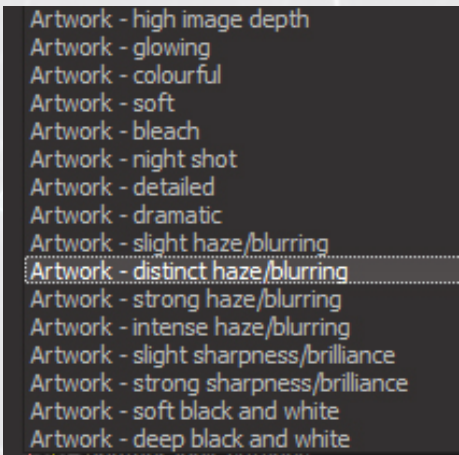 Artwork - high image depth
Artwork - glowing
Artwork - colourful
Artwork - soft
Artwork - bleach
Artwork - night shot
Artwork - detailed
Artwork - dramatic
Artwork - slight haze/blurring
Artwork - distinct haze/blurring
Artwork - strong haze/blurring
Artwork - intense haze/blurring
Artwork - slight sharpness/brilliance
Artwork - strong sharpness/brilliance
Artwork - soft black and white
Artwork - deep black and white